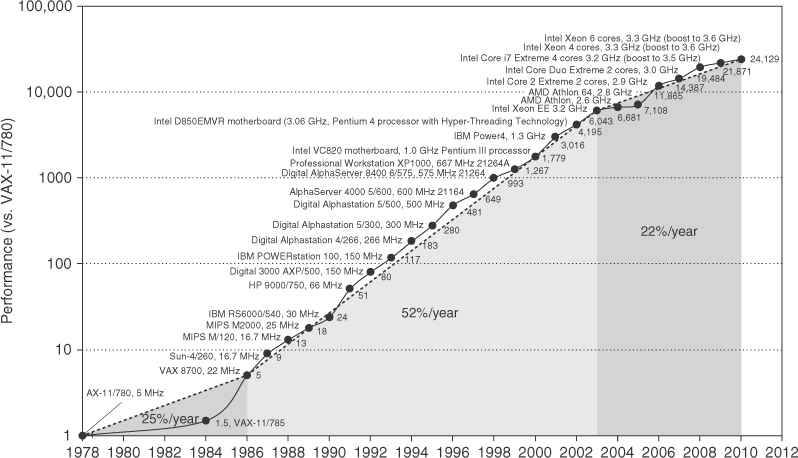 100,000
10,000
1000
100
10
1
Performance (vs. VAX-11/780)
Intel Xeon 6 cores, 3.3 GHz (boost to 3.6 GHz)
Intel Xeon 4 cores, 3.3 GHz (boost to 3.6 GHz)
Intel Core i7 Extreme 4 cores 3.2 GHz (boost to 3.5 GHz)
24,129
Intel Core Duo Extreme 2 cores, 3.0 GHz
21,871
Intel Core 2 Extreme 2 cores, 2.9 GHz
19,484
14,387
AMD Athlon 64, 2.8 GHz
11,865
AMD Athlon, 2.6 GHz
Intel Xeon EE 3.2 GHz
7,108
Intel D850EMVR motherboard (3.06 GHz, Pentium 4 processor with Hyper-Threading Technology)
6,043
6,681
4,195
IBM Power4, 1.3 GHz
3,016
Intel VC820 motherboard, 1.0 GHz Pentium III processor
1,779
Professional Workstation XP1000, 667 MHz 21264A
1,267
Digital AlphaServer 8400 6/575, 575 MHz 21264
993
AlphaServer 4000 5/600, 600 MHz 21164
649
Digital Alphastation 5/500, 500 MHz
481
Digital Alphastation 5/300, 300 MHz
280
Digital Alphastation 4/266, 266 MHz
183
IBM POWERstation 100, 150 MHz
117
Digital 3000 AXP/500, 150 MHz
80
HP 9000/750, 66 MHz
51
IBM RS6000/540, 30 MHz
24
MIPS M2000, 25 MHz
18
MIPS M/120, 16.7 MHz
13
Sun-4/260, 16.7 MHz
9
VAX 8700, 22 MHz
5
AX-11/780, 5 MHz
1.5, VAX-11/785
25%/year
52%/year
22%/year
1978 1980 1982 1984 1986 1988 1990 1992 1994 1996 1998 2000 2002 2004 2006 2008 2010 2012